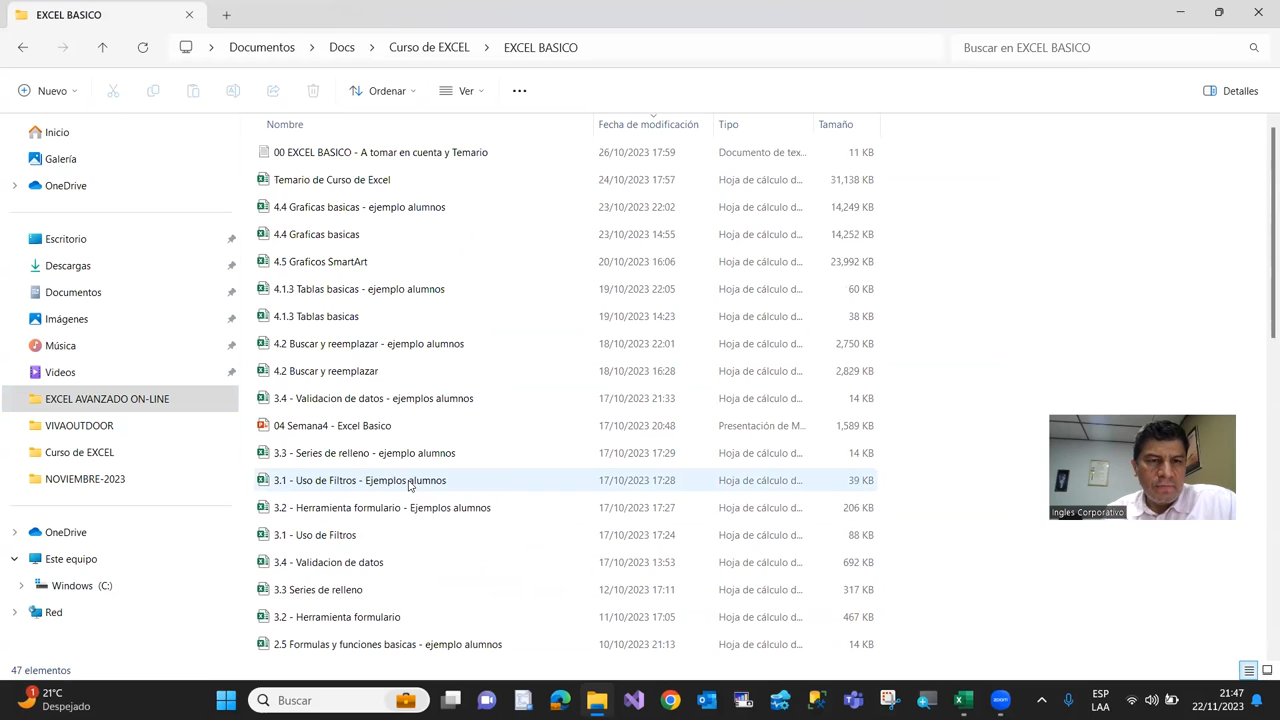 EXCEL BASICO
Documentos > Docs > Curso de EXCEL > EXCEL BASICO
Buscar en EXCEL BASICO
Nuevo
Ordenar
Ver
Detalles
Nombre Fecha de modificación Tipo Tamaño
Inicio
Galería
OneDrive
Escritorio
Descargas
Documentos
Imágenes
Música
Videos
EXCEL AVANZADO ON-LINE
VIVAOUTDOOR
Curso de EXCEL
NOVIEMBRE-2023
OneDrive
Este equipo
Windows (C:)
Red
00 EXCEL BASICO - A tomar en cuenta y Temario 26/10/2023 17:59 Documento de tex... 11 KB
Temario de Curso de Excel 24/10/2023 17:57 Hoja de cálculo d... 31,138 KB
4.4 Graficas basicas - ejemplo alumnos 23/10/2023 22:02 Hoja de cálculo d... 14,249 KB
4.4 Graficas basicas 23/10/2023 14:55 Hoja de cálculo d... 14,252 KB
4.5 Graficos SmartArt 20/10/2023 16:06 Hoja de cálculo d... 23,992 KB
4.1.3 Tablas basicas - ejemplo alumnos 19/10/2023 22:05 Hoja de cálculo d... 60 KB
4.1.3 Tablas basicas 19/10/2023 14:23 Hoja de cálculo d... 38 KB
4.2 Buscar y reemplazar - ejemplo alumnos 18/10/2023 22:01 Hoja de cálculo d... 2,750 KB
4.2 Buscar y reemplazar 18/10/2023 16:28 Hoja de cálculo d... 2,829 KB
3.4 - Validacion de datos - ejemplos alumnos 17/10/2023 21:33 Hoja de cálculo d... 14 KB
04 Semana4 - Excel Basico 17/10/2023 20:48 Presentación de M... 1,589 KB
3.3 - Series de relleno - ejemplo alumnos 17/10/2023 17:29 Hoja de cálculo d... 14 KB
3.1 - Uso de Filtros - Ejemplos alumnos 17/10/2023 17:28 Hoja de cálculo d... 39 KB
3.2 - Herramienta formulario - Ejemplos alumnos 17/10/2023 17:27 Hoja de cálculo d... 206 KB
3.1 - Uso de Filtros 17/10/2023 17:24 Hoja de cálculo d... 88 KB
3.4 - Validacion de datos 17/10/2023 13:53 Hoja de cálculo d... 692 KB
3.3 Series de relleno 12/10/2023 17:11 Hoja de cálculo d... 317 KB
3.2 - Herramienta formulario 11/10/2023 17:05 Hoja de cálculo d... 467 KB
2.5 Formulas y funciones basicas - ejemplo alumnos 10/10/2023 21:13 Hoja de cálculo d... 14 KB
Ingles Corporativo
47 elementos
1
21°C
Despejado
Buscar
zoom
ESP
LAA
21:47
22/11/2023